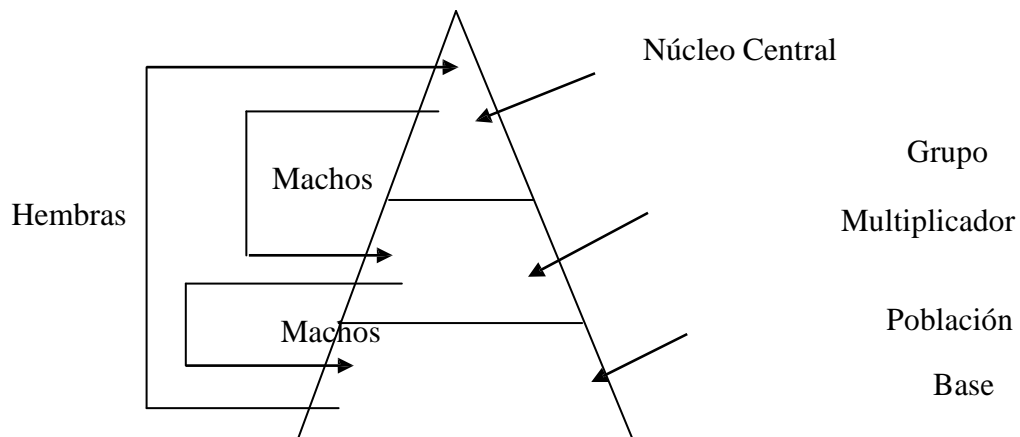 Núcleo Central
Grupo
Machos
Hembras
Multiplicador
Machos
Población
Base